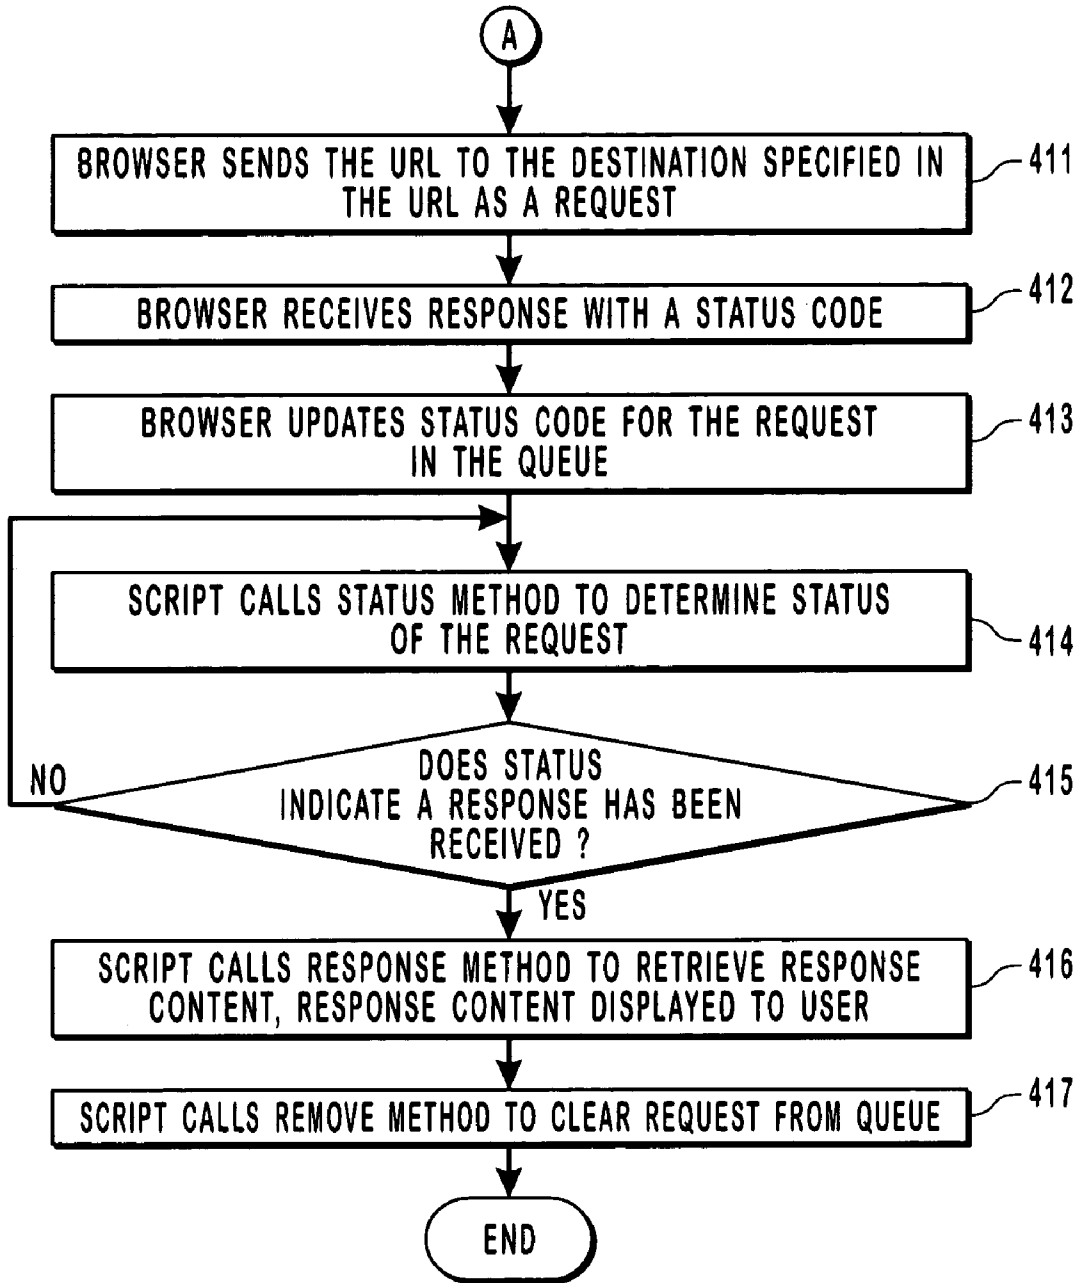 A
BROWSER SENDS THE URL TO THE DESTINATION SPECIFIED IN
THE URL AS A REQUEST
411
BROWSER RECEIVES RESPONSE WITH A STATUS CODE
412
BROWSER UPDATES STATUS CODE FOR THE REQUEST
IN THE QUEUE
413
SCRIPT CALLS STATUS METHOD TO DETERMINE STATUS
OF THE REQUEST
414
NO
DOES STATUS
INDICATE A RESPONSE HAS BEEN
RECEIVED ?
415
YES
SCRIPT CALLS RESPONSE METHOD TO RETRIEVE RESPONSE
CONTENT, RESPONSE CONTENT DISPLAYED TO USER
416
SCRIPT CALLS REMOVE METHOD TO CLEAR REQUEST FROM QUEUE
417
END